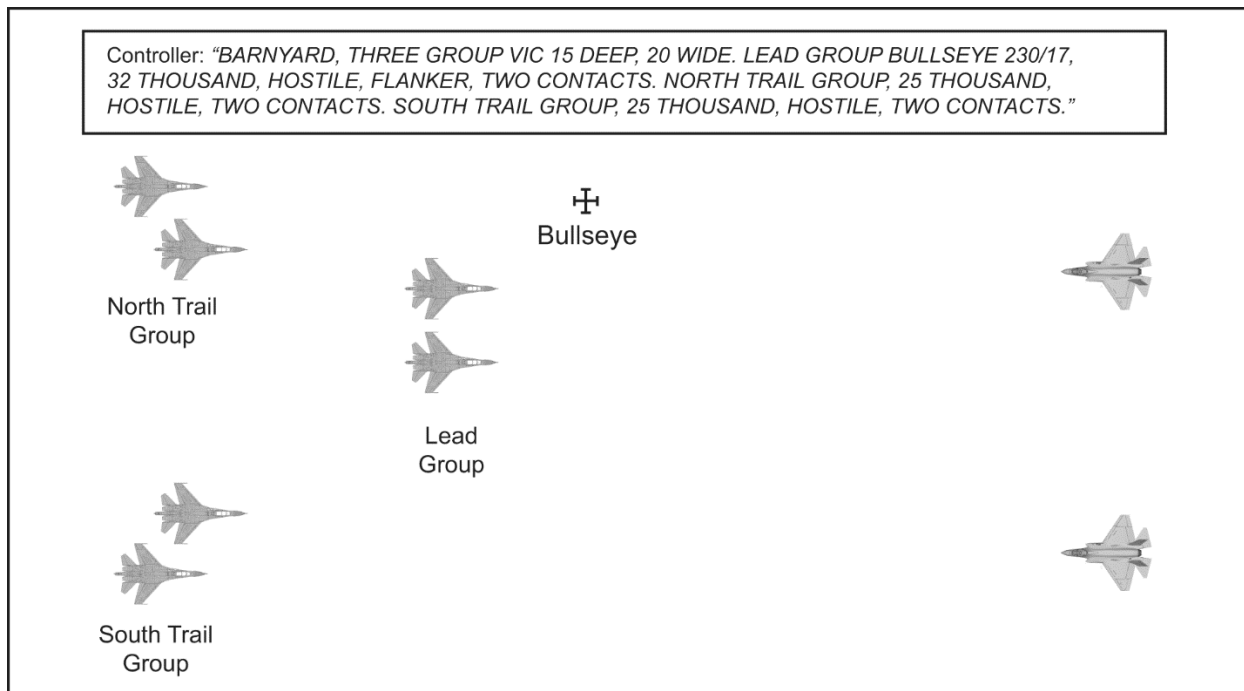 Controller: “BARNYARD, THREE GROUP VIC 15 DEEP, 20 WIDE. LEAD GROUP BULLSEYE 230/17,
32 THOUSAND, HOSTILE, FLANKER, TWO CONTACTS. NORTH TRAIL GROUP, 25 THOUSAND,
HOSTILE, TWO CONTACTS. SOUTH TRAIL GROUP, 25 THOUSAND, HOSTILE, TWO CONTACTS.”
Bullseye
North Trail
Group
Lead
Group
South Trail
Group